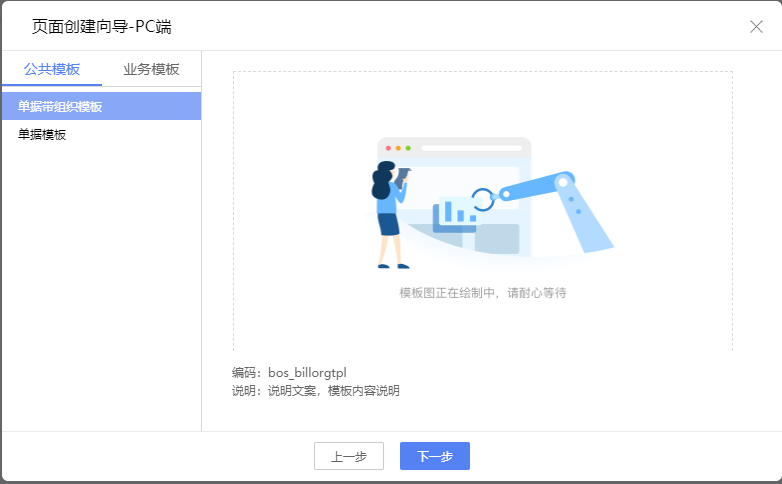 页面创建向导-PC端
公共模板
业务模板
单据带组织模板
单据模板
模板图正在绘制中，请耐心等待
编码：bos_billorgtpl
说明：说明文案，模板内容说明
上一步
下一步